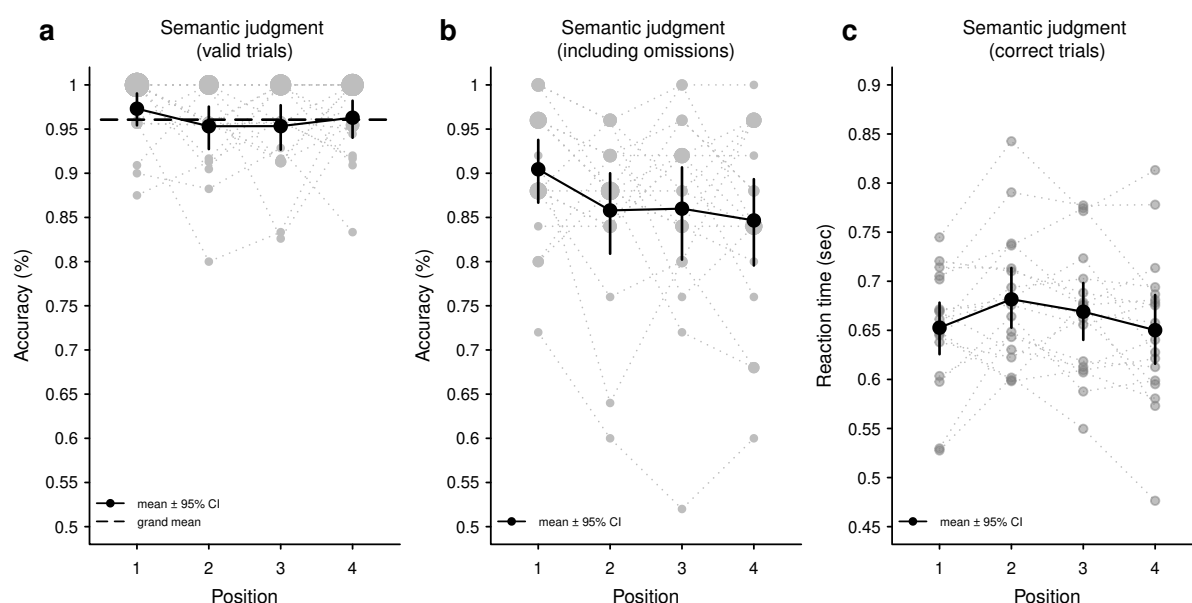 a
Semantic judgment
(valid trials)
Accuracy (%)
1
0.95
0.9
0.85
0.8
0.75
0.7
0.65
0.6
0.55
0.5
mean ± 95% CI
grand mean
1 2 3 4
Position
b
Semantic judgment
(including omissions)
Accuracy (%)
1
0.95
0.9
0.85
0.8
0.75
0.7
0.65
0.6
0.55
0.5
mean ± 95% CI
1 2 3 4
Position
c
Semantic judgment
(correct trials)
Reaction time (sec)
0.9
0.85
0.8
0.75
0.7
0.65
0.6
0.55
0.5
0.45
mean ± 95% CI
1 2 3 4
Position